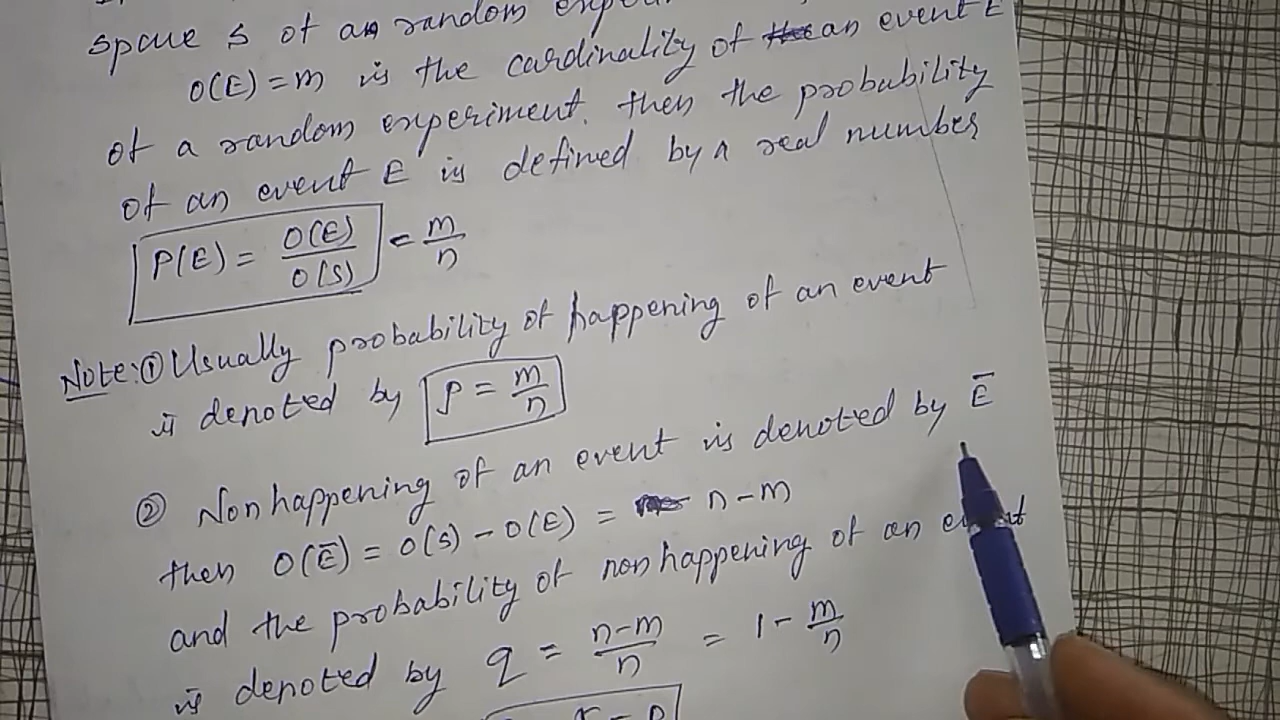 space S of an random
O(E) = m is the cardinality of an event E
of a random experiment. then the probability
of an event E is defined by a real number
P(E) = O(E)/O(S) = m/n
Note: ① Usually probability of happening of an event
is denoted by p = m/n
② Non happening of an event is denoted by E̅
then O(E̅) = O(S) - O(E) = n - m
and the probability of non happening of an event
is denoted by q = n-m/n = 1 - m/n